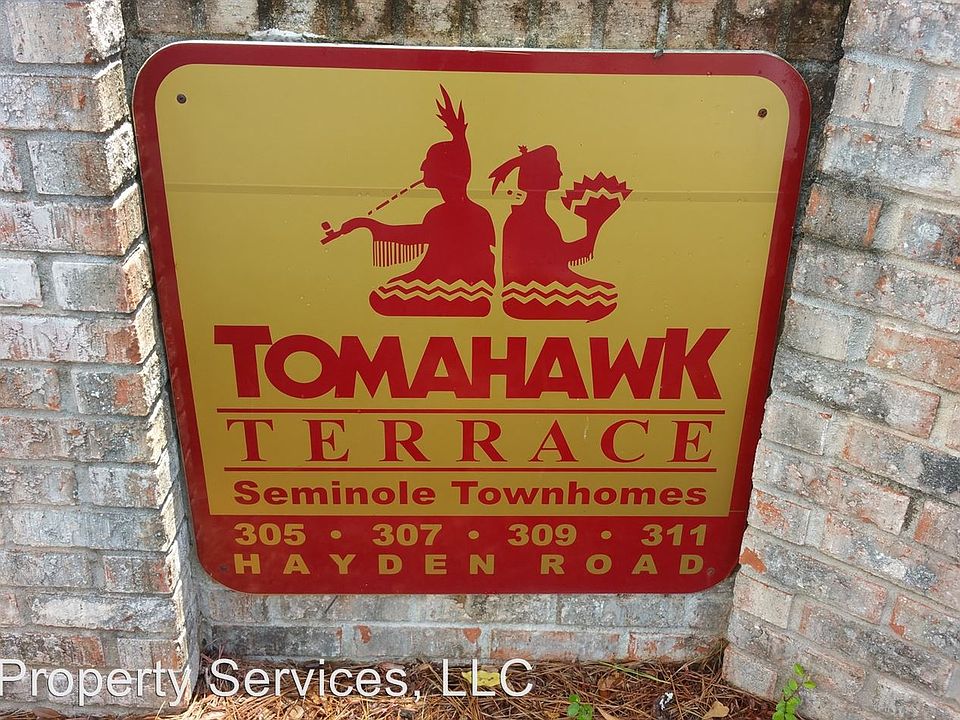 TOMAHAWK
TERRACE
Seminole Townhomes
305 • 307 • 309 • 311
HAYDEN ROAD
Property Services, LLC